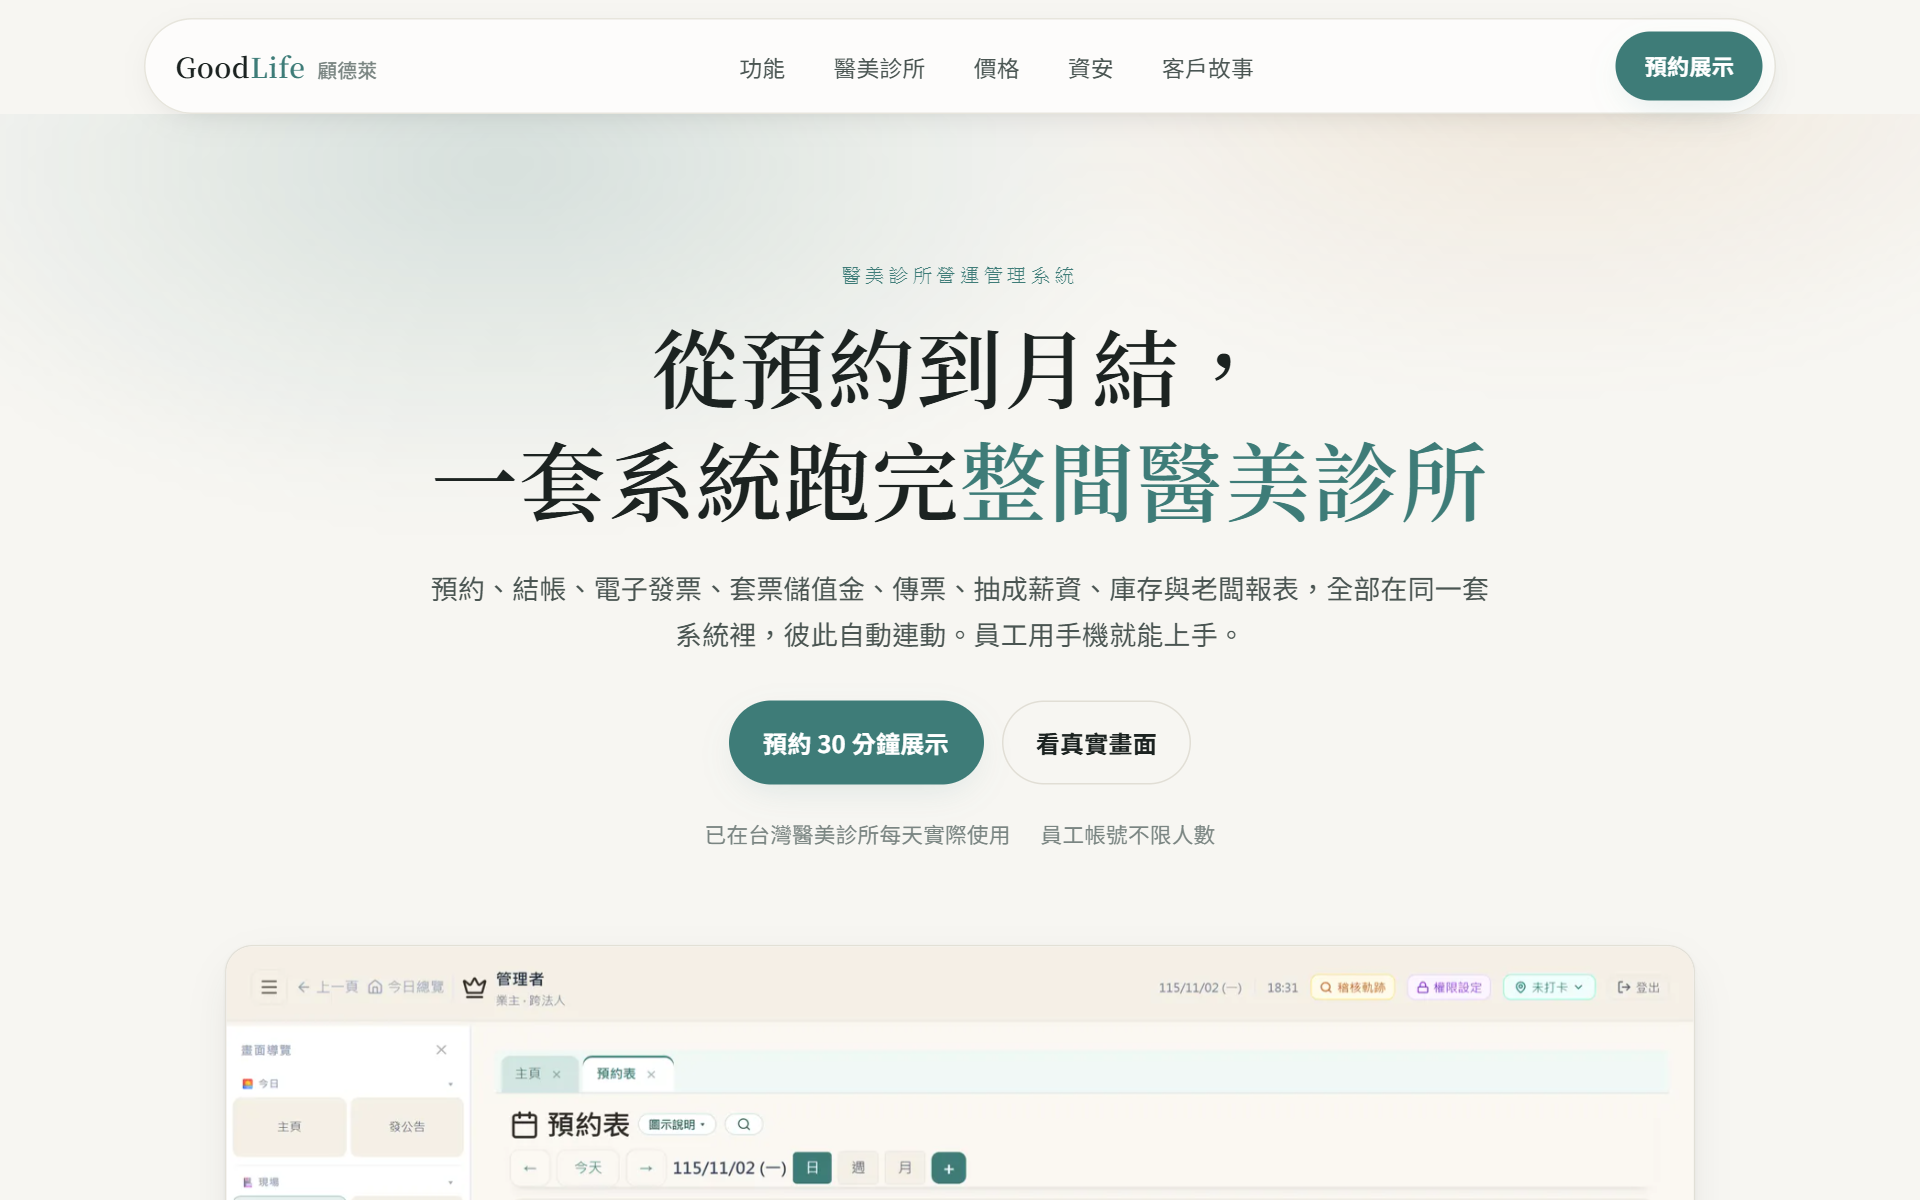 GoodLife 顧德萊
功能 醫美診所 價格 資安 客戶故事
預約展示
醫美診所營運管理系統
從預約到月結，
一套系統跑完整間醫美診所
預約、結帳、電子發票、套票儲值金、傳票、抽成薪資、庫存與老闆報表，全部在同一套
系統裡，彼此自動連動。員工用手機就能上手。
預約 30 分鐘展示 看真實畫面
已在台灣醫美診所每天實際使用 員工帳號不限人數
← 上一頁 今日總覽
管理者
業主 · 跨法人
115/11/02 (一) 18:31 稽核軌跡 權限設定 未打卡 登出
畫面導覽 ×
今日
主頁 發公告
現場
主頁 × 預約表 ×
預約表 圖示說明
← 今天 → 115/11/02 (一) 日 週 月 +